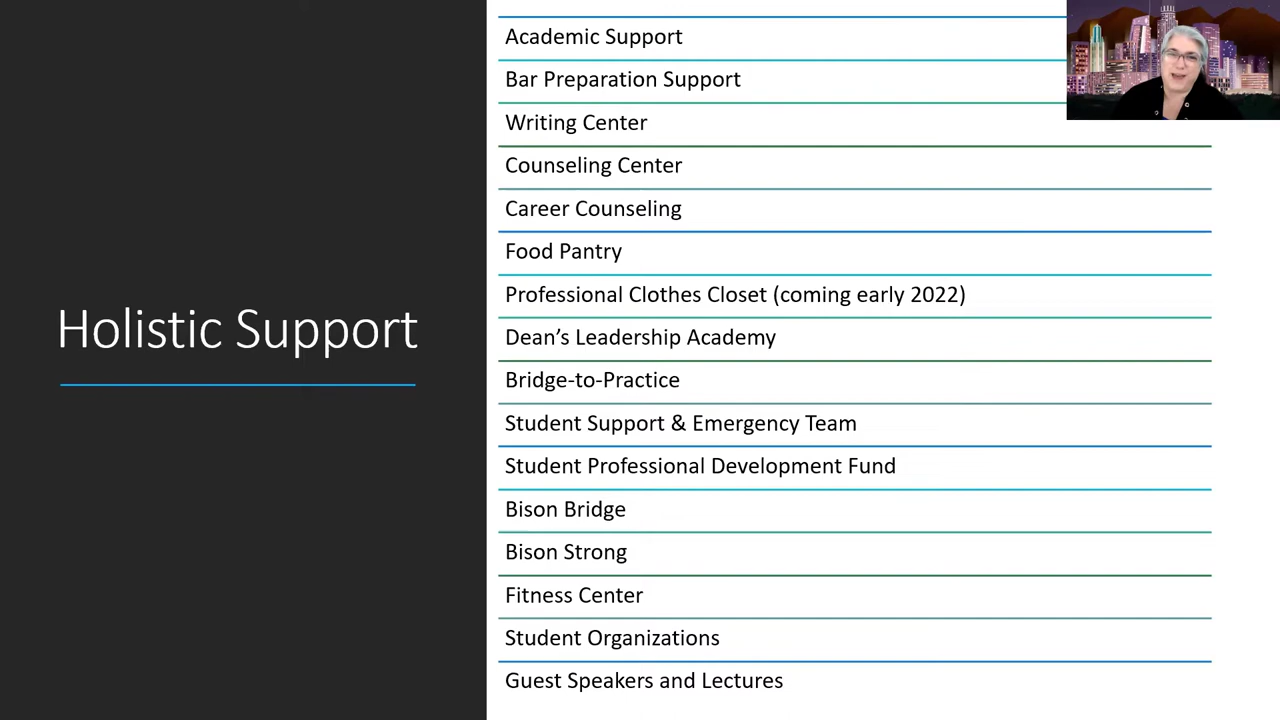 Holistic Support
Academic Support
Bar Preparation Support
Writing Center
Counseling Center
Career Counseling
Food Pantry
Professional Clothes Closet (coming early 2022)
Dean’s Leadership Academy
Bridge-to-Practice
Student Support & Emergency Team
Student Professional Development Fund
Bison Bridge
Bison Strong
Fitness Center
Student Organizations
Guest Speakers and Lectures